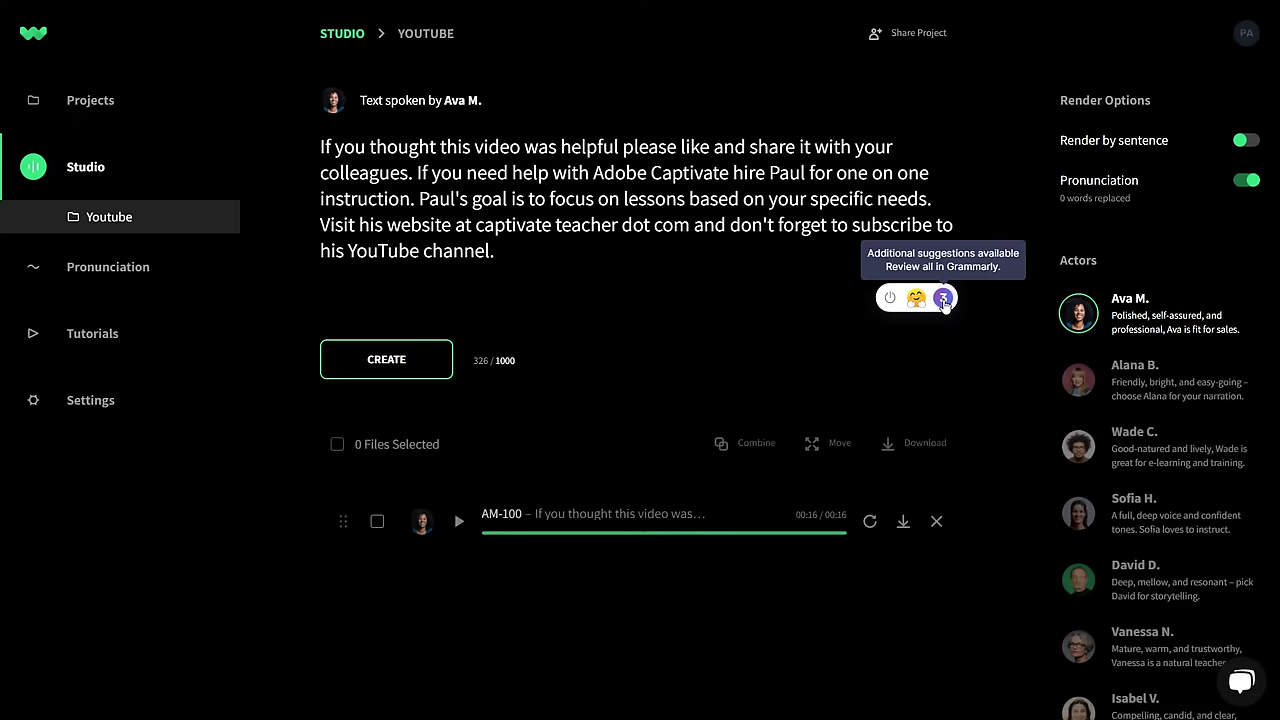 STUDIO > YOUTUBE
Share Project
PA
Projects
Studio
Youtube
Pronunciation
Tutorials
Settings
Text spoken by Ava M.
If you thought this video was helpful please like and share it with your
colleagues. If you need help with Adobe Captivate hire Paul for one on one
instruction. Paul's goal is to focus on lessons based on your specific needs.
Visit his website at captivate teacher dot com and don't forget to subscribe to
his YouTube channel.
Additional suggestions available
Review all in Grammarly.
3
CREATE
326 / 1000
0 Files Selected
Combine
Move
Download
AM-100 – If you thought this video was…
00:16 / 00:16
Render Options
Render by sentence
Pronunciation
0 words replaced
Actors
Ava M.
Polished, self-assured, and
professional, Ava is fit for sales.
Alana B.
Friendly, bright, and easy-going –
choose Alana for your narration.
Wade C.
Good-natured and lively, Wade is
great for e-learning and training.
Sofia H.
A full, deep voice and confident
tones. Sofia loves to instruct.
David D.
Deep, mellow, and resonant – pick
David for storytelling.
Vanessa N.
Mature, warm, and trustworthy,
Vanessa is a natural teacher
Isabel V.
Compelling, candid, and clear,